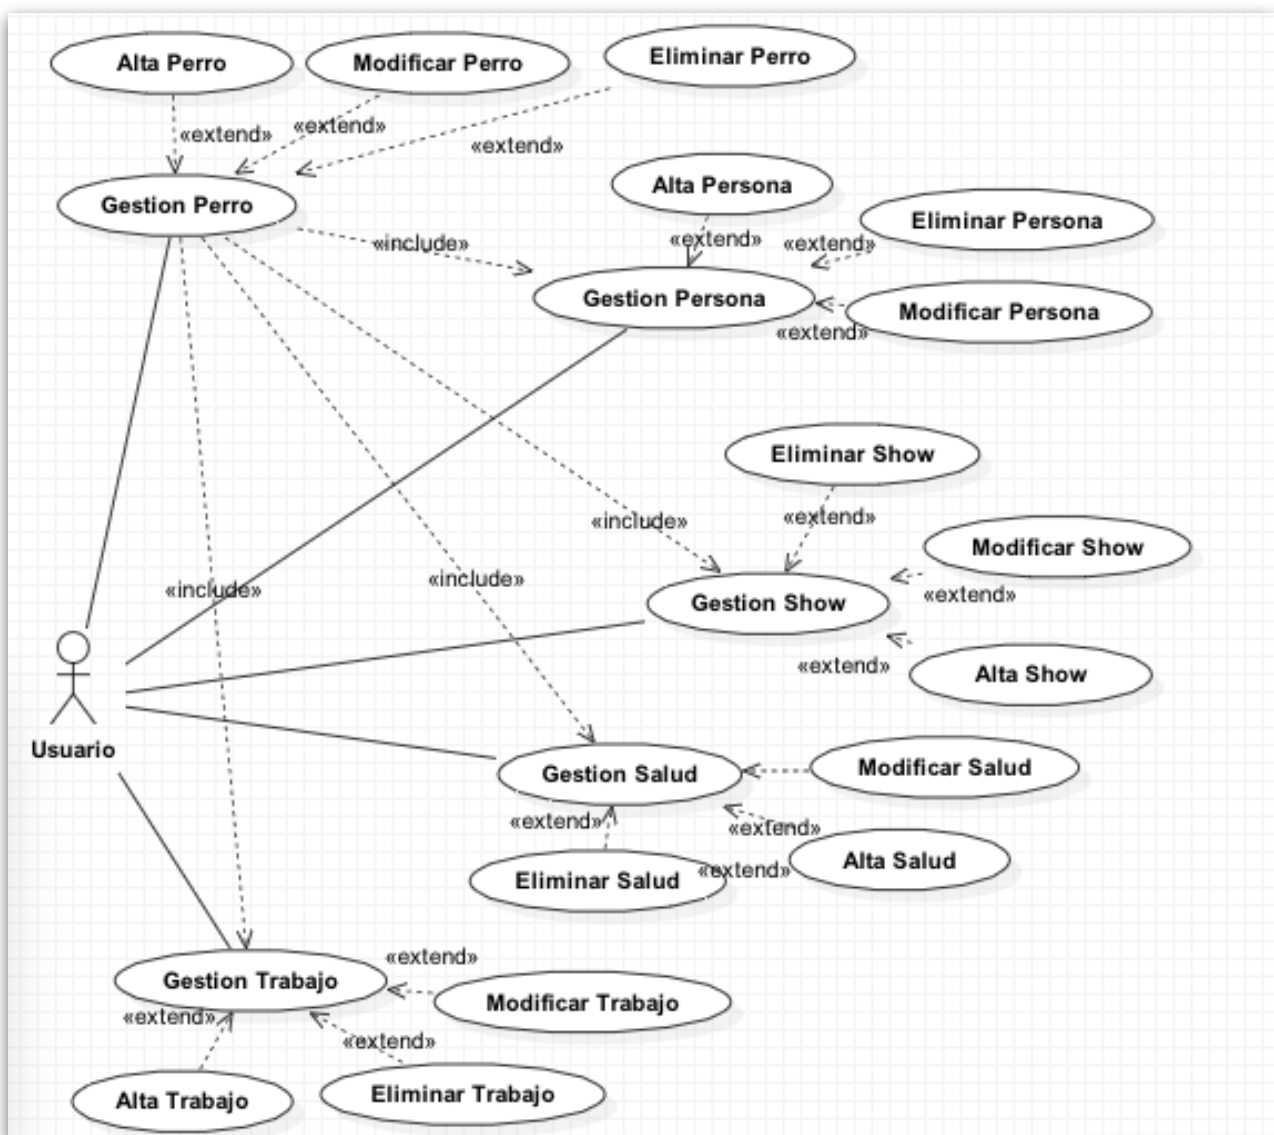 Alta Perro
Modificar Perro
Eliminar Perro
«extend»
«extend»
«extend»
Gestion Perro
Alta Persona
Eliminar Persona
«include»
«extend»
«extend»
Gestion Persona
Modificar Persona
«extend»
Eliminar Show
«include»
«extend»
Modificar Show
«include»
«include»
«extend»
Gestion Show
«extend»
Alta Show
Usuario
Gestion Salud
Modificar Salud
«extend»
«extend»
Alta Salud
«extend»
Eliminar Salud
«extend»
Gestion Trabajo
Modificar Trabajo
«extend»
«extend»
Alta Trabajo
Eliminar Trabajo